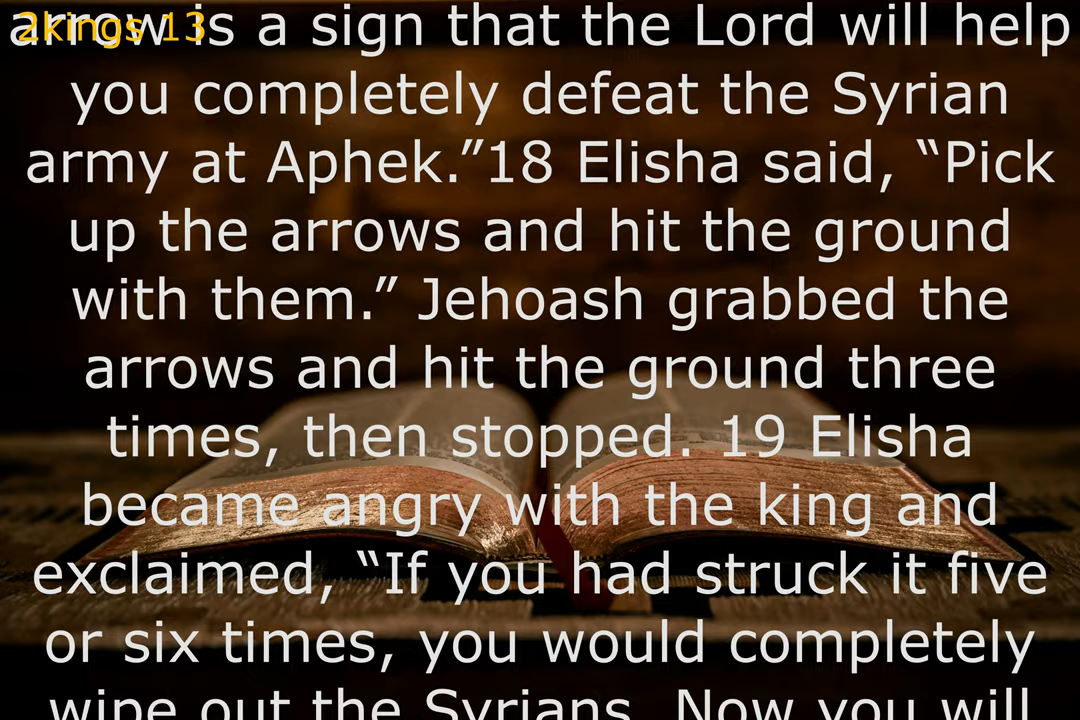 2kings 13
arrow is a sign that the Lord will help
you completely defeat the Syrian
army at Aphek.”18 Elisha said, “Pick
up the arrows and hit the ground
with them.” Jehoash grabbed the
arrows and hit the ground three
times, then stopped. 19 Elisha
became angry with the king and
exclaimed, “If you had struck it five
or six times, you would completely
wipe out the Syrians. Now you will